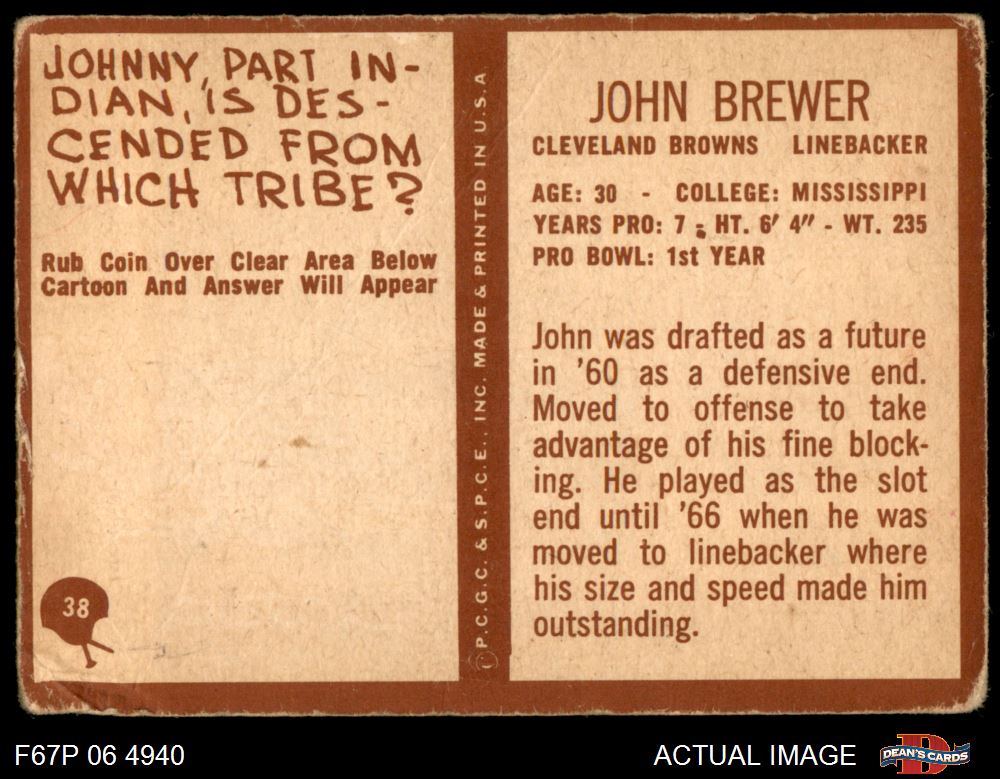 JOHNNY, PART IN-
DIAN, IS DES-
CENDED FROM
WHICH TRIBE?
Rub Coin Over Clear Area Below
Cartoon And Answer Will Appear
38
© P.C.G.C. & S.P.C.E., INC. MADE & PRINTED IN U.S.A
JOHN BREWER
CLEVELAND BROWNS LINEBACKER
AGE: 30 - COLLEGE: MISSISSIPPI
YEARS PRO: 7 - HT. 6' 4" - WT. 235
PRO BOWL: 1st YEAR
John was drafted as a future
in '60 as a defensive end.
Moved to offense to take
advantage of his fine block-
ing. He played as the slot
end until '66 when he was
moved to linebacker where
his size and speed made him
outstanding.
F67P 06 4940
ACTUAL IMAGE
DEAN'S CARDS